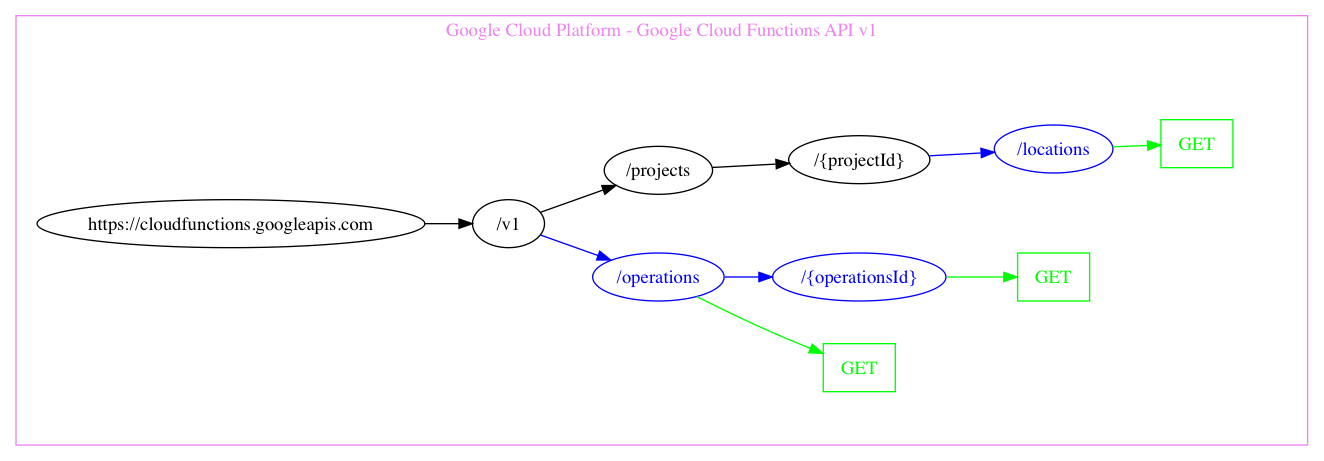 Google Cloud Platform - Google Cloud Functions API v1
https://cloudfunctions.googleapis.com
/v1
/projects
/{projectId}
/locations
GET
/operations
/{operationsId}
GET
GET